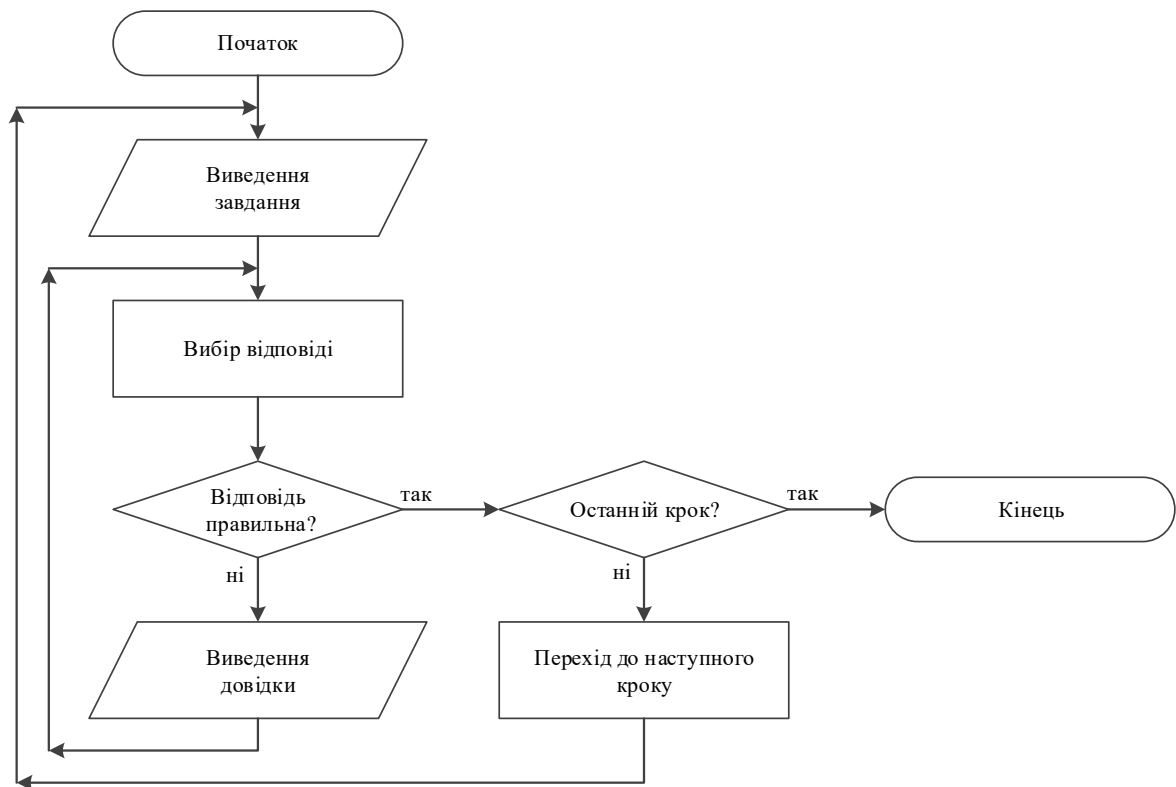 Початок
Виведення
завдання
Вибір відповіді
Відповідь
правильна?
так
Останній крок?
так
Кінець
ні
ні
Виведення
довідки
Перехід до наступного
кроку